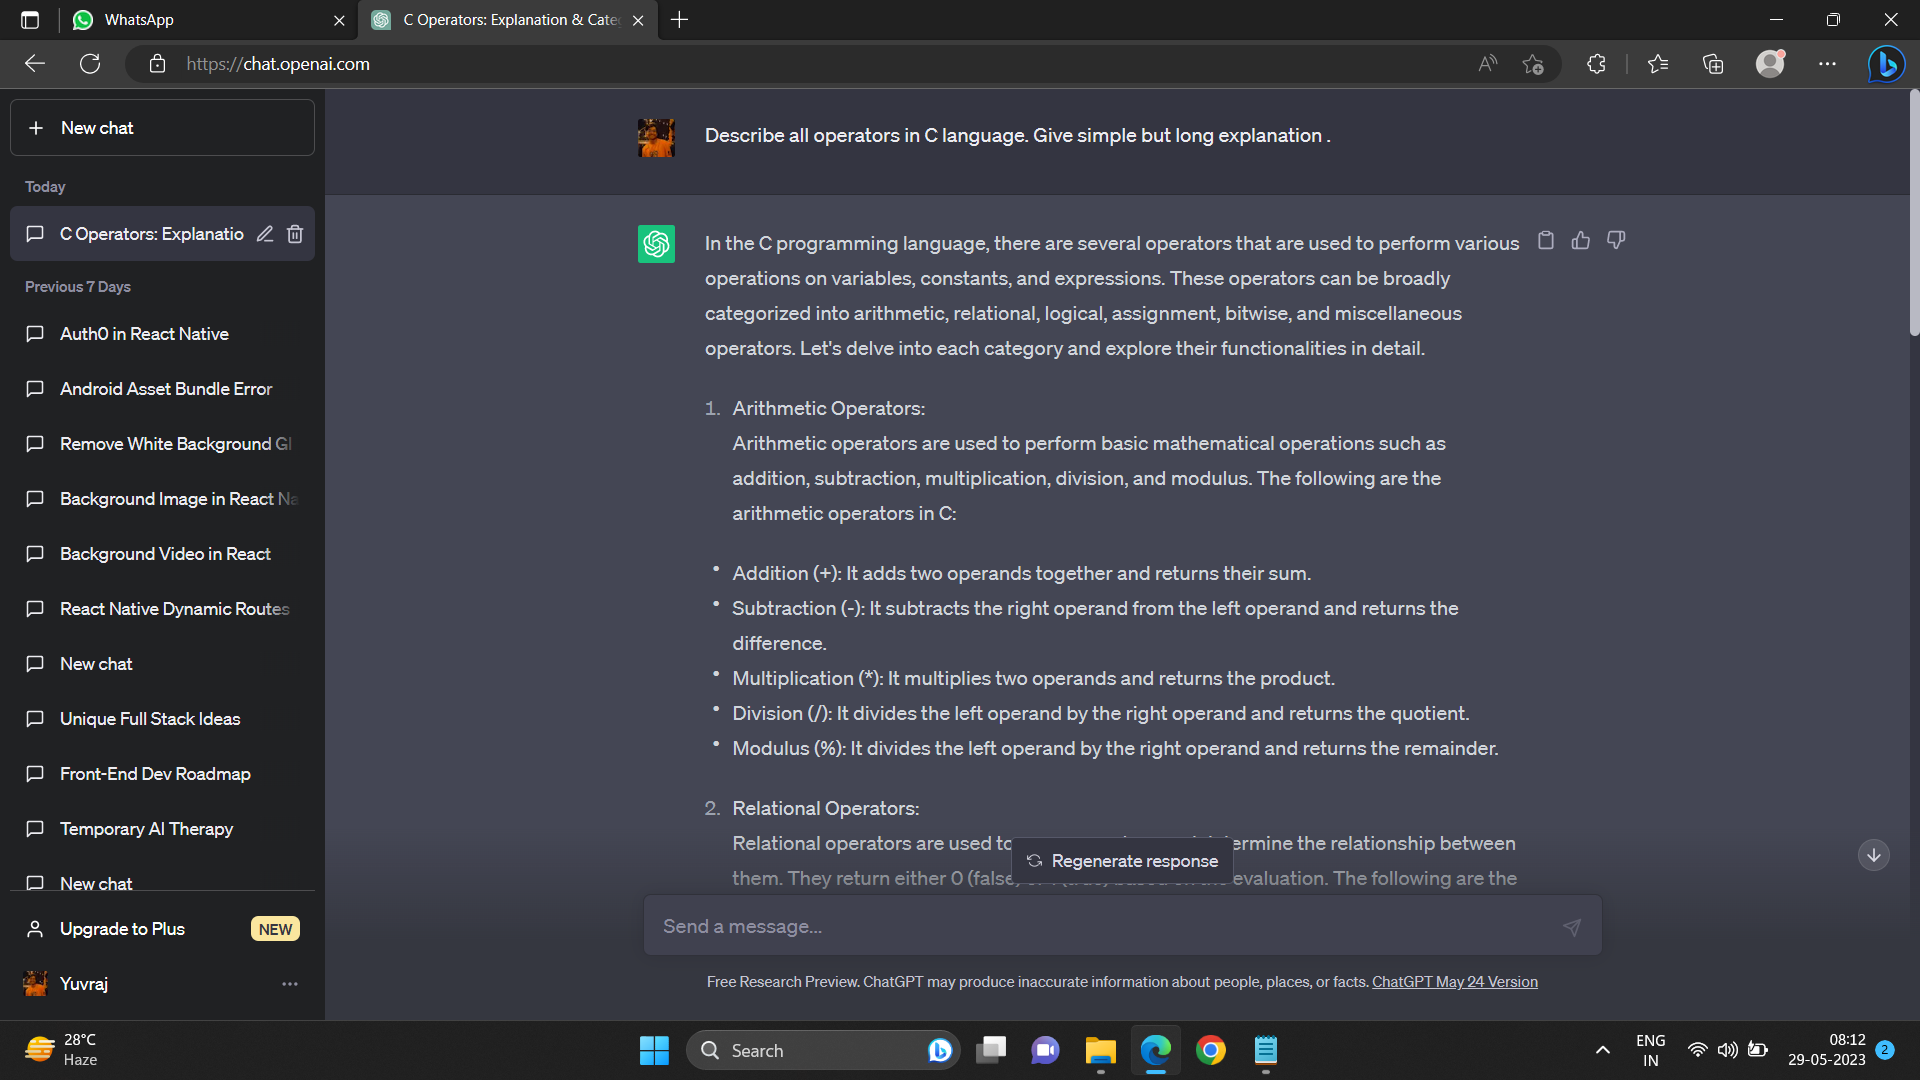 WhatsApp
C Operators: Explanation & Cate
https://chat.openai.com
New chat
Today
C Operators: Explanatio
Previous 7 Days
Auth0 in React Native
Android Asset Bundle Error
Remove White Background Gl
Background Image in React Na
Background Video in React
React Native Dynamic Routes
New chat
Unique Full Stack Ideas
Front-End Dev Roadmap
Temporary AI Therapy
New chat
Upgrade to Plus NEW
Yuvraj
Describe all operators in C language. Give simple but long explanation .
In the C programming language, there are several operators that are used to perform various
operations on variables, constants, and expressions. These operators can be broadly
categorized into arithmetic, relational, logical, assignment, bitwise, and miscellaneous
operators. Let's delve into each category and explore their functionalities in detail.
1. Arithmetic Operators:
Arithmetic operators are used to perform basic mathematical operations such as
addition, subtraction, multiplication, division, and modulus. The following are the
arithmetic operators in C:
• Addition (+): It adds two operands together and returns their sum.
• Subtraction (-): It subtracts the right operand from the left operand and returns the
difference.
• Multiplication (*): It multiplies two operands and returns the product.
• Division (/): It divides the left operand by the right operand and returns the quotient.
• Modulus (%): It divides the left operand by the right operand and returns the remainder.
2. Relational Operators:
Relational operators are used to ermine the relationship between
Regenerate response
them. They return either 0 (false) evaluation. The following are the
Send a message...
Free Research Preview. ChatGPT may produce inaccurate information about people, places, or facts. ChatGPT May 24 Version
28°C
Haze
Search
ENG
IN
08:12
29-05-2023
2